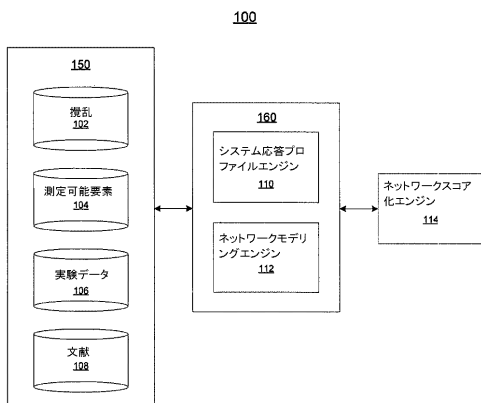 100
150
攪乱
102
測定可能要素
104
実験データ
106
文献
108
160
システム応答プロ
ファイルエンジン
110
ネットワークモデリ
ングエンジン
112
ネットワークスコア
化エンジン
114